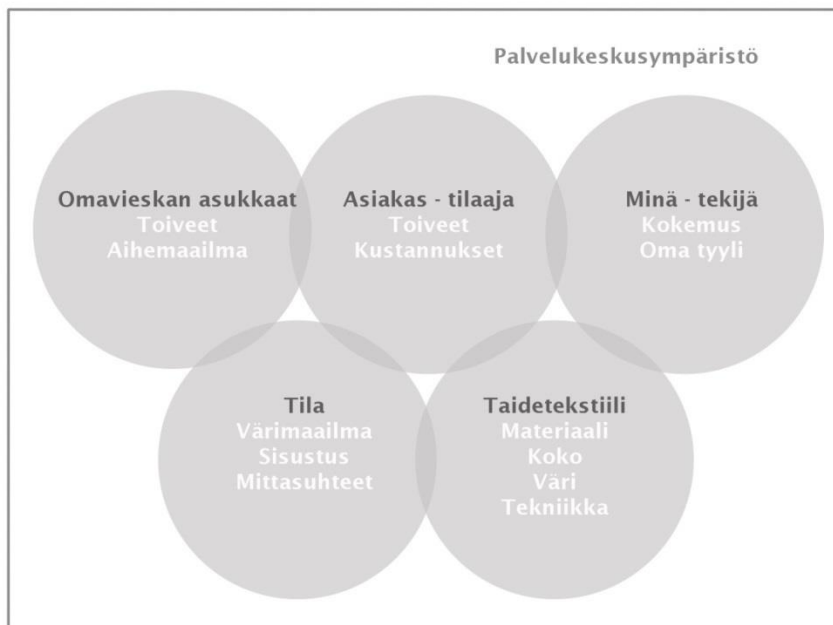 Palvelukeskusympäristö
Omavieskan asukkaat
Toiveet
Aihemaailma
Asiakas - tilaaja
Toiveet
Kustannukset
Minä - tekijä
Kokemus
Oma tyyli
Tila
Värimaailma
Sisustus
Mittasuhteet
Taidetekstiili
Materiaali
Koko
Väri
Tekniikka